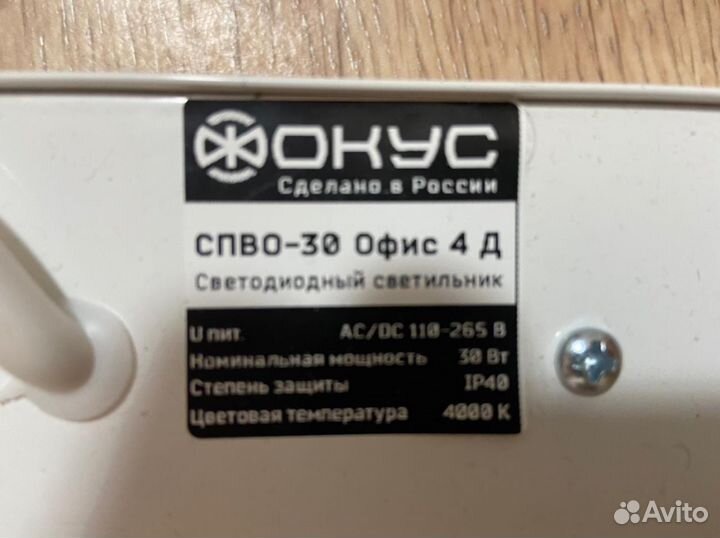 ФОКУС
Сделано в России
СПВО-30 Офис 4 Д
Светодиодный светильник
U пит. AC/DC 110-265 В
Номинальная мощность 30 Вт
Степень защиты IP40
Цветовая температура 4000 К
Avito